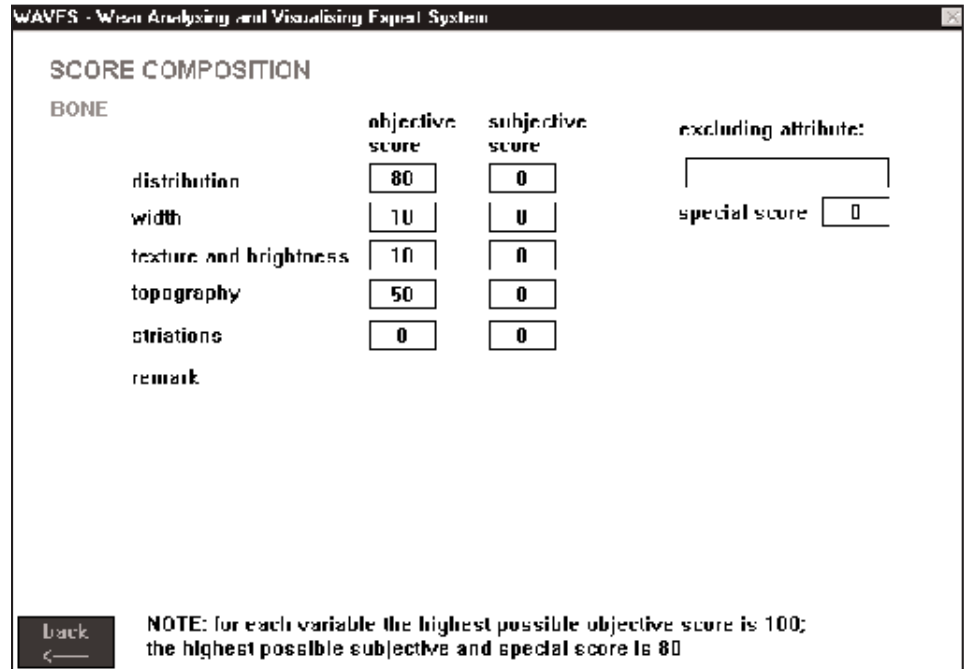 WAVES - Wear Analyzing and Visualising Expert System
SCORE COMPOSITION
BONE
objective score subjective score
distribution 80 0
width 10 0
texture and brightness 10 0
topography 50 0
striations 0 0
remark
excluding attribute:
special score 0
back
<——
NOTE: for each variable the highest possible objective score is 100;
the highest possible subjective and special score is 80